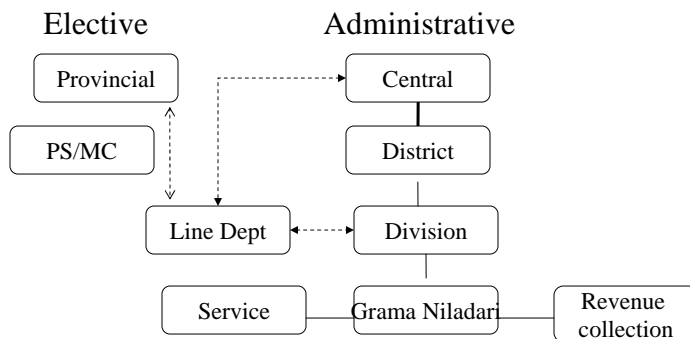 Elective
Administrative
Provincial
Central
PS/MC
District
Line Dept
Division
Service
Grama Niladari
Revenue
collection